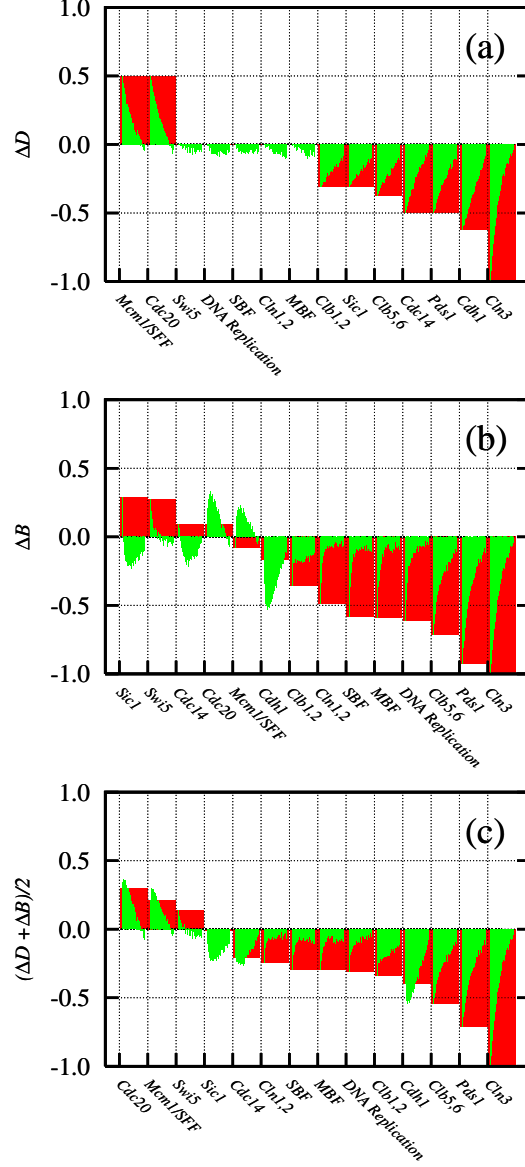 (a)
0.5
0.0
-0.5
-1.0
ΔD
Mcm1/SFF
Cdc20
Swi5
DNA Replication
SBF
Cln1,2
MBF
Clb1,2
Sic1
Clb5,6
Cdc14
Pds1
Cdh1
Cln3
1.0
(b)
0.5
0.0
-0.5
-1.0
ΔB
Sic1
Swi5
Cdc14
Cdc20
Mcm1/SFF
Cdh1
Clb1,2
Cln1,2
SBF
MBF
DNA Replication
Clb5,6
Pds1
Cln3
1.0
(c)
0.5
0.0
-0.5
-1.0
(ΔD + ΔB)/2
Cdc20
Mcm1/SFF
Swi5
Sic1
Cdc14
Cln1,2
SBF
MBF
DNA Replication
Clb1,2
Cdh1
Clb5,6
Pds1
Cln3